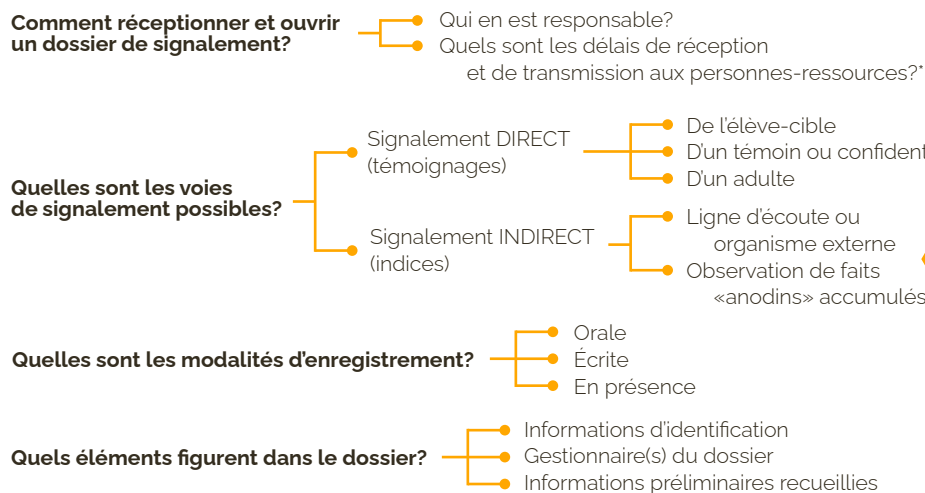 Comment réceptionner et ouvrir
un dossier de signalement?
Qui en est responsable?
Quels sont les délais de réception
et de transmission aux personnes-ressources?*
Quelles sont les voies
de signalement possibles?
Signalement DIRECT
(témoignages)
De l'élève-cible
D'un témoin ou confident
D'un adulte
Signalement INDIRECT
(indices)
Ligne d'écoute ou
organisme externe
Observation de faits
«anodins» accumulés
Quelles sont les modalités d'enregistrement?
Orale
Écrite
En présence
Quels éléments figurent dans le dossier?
Informations d'identification
Gestionnaire(s) du dossier
Informations préliminaires recueillies